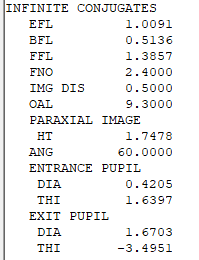 INFINITE CONJUGATES
EFL 1.0091
BFL 0.5136
FFL 1.3857
FNO 2.4000
IMG DIS 0.5000
OAL 9.3000
PARAXIAL IMAGE
HT 1.7478
ANG 60.0000
ENTRANCE PUPIL
DIA 0.4205
THI 1.6397
EXIT PUPIL
DIA 1.6703
THI -3.4951